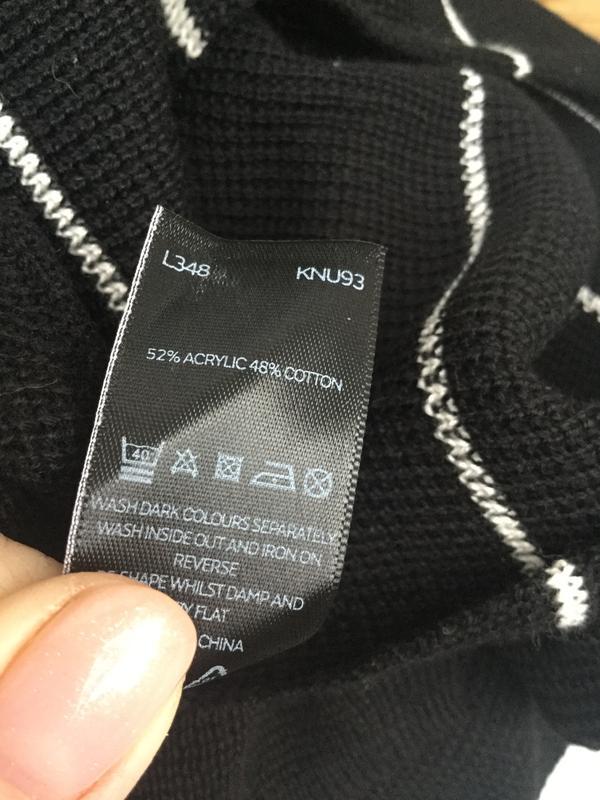 L348 KNU93
52% ACRYLIC 48% COTTON
40
WASH DARK COLOURS SEPARATELY
WASH INSIDE OUT AND IRON ON
REVERSE
SHAPE WHILST DAMP AND
FLAT
CHINA